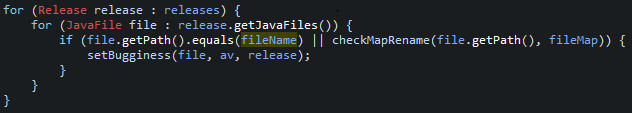 for (Release release : releases) {
    for (JavaFile file : release.getJavaFiles()) {
        if (file.getPath().equals(fileName) || checkMapRename(file.getPath(), fileMap)) {
            setBugginess(file, av, release);
        }
    }
}